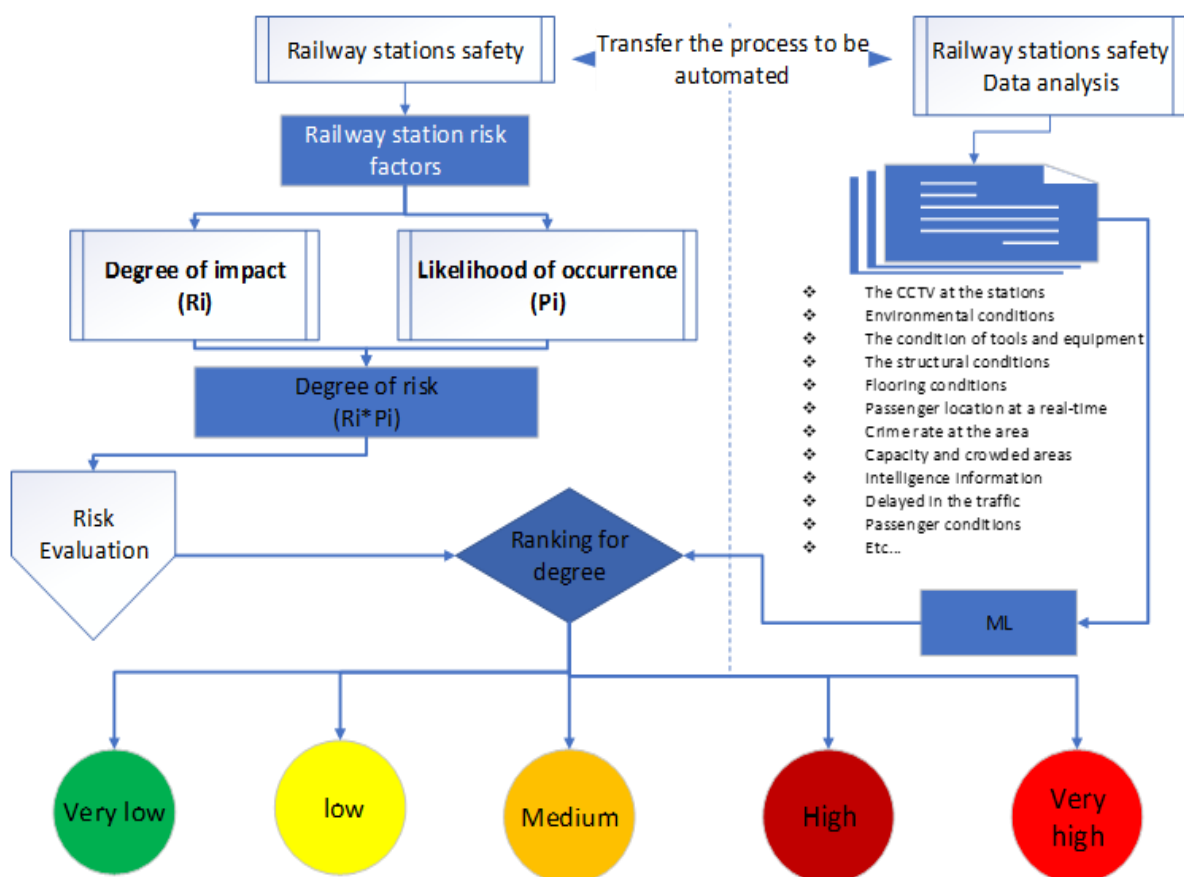 Railway stations safety
Transfer the process to be
automated
Railway stations safety
Data analysis
Railway station risk
factors
Degree of impact
(Ri)
Likelihood of occurrence
(Pi)
Degree of risk
(Ri*Pi)
Risk
Evaluation
Ranking for
degree
❖ The CCTV at the stations
❖ Environmental conditions
❖ The condition of tools and equipment
❖ The structural conditions
❖ Flooring conditions
❖ Passenger location at a real-time
❖ Crime rate at the area
❖ Capacity and crowded areas
❖ Intelligence information
❖ Delayed in the traffic
❖ Passenger conditions
❖ Etc...
ML
Very low
low
Medium
High
Very
high